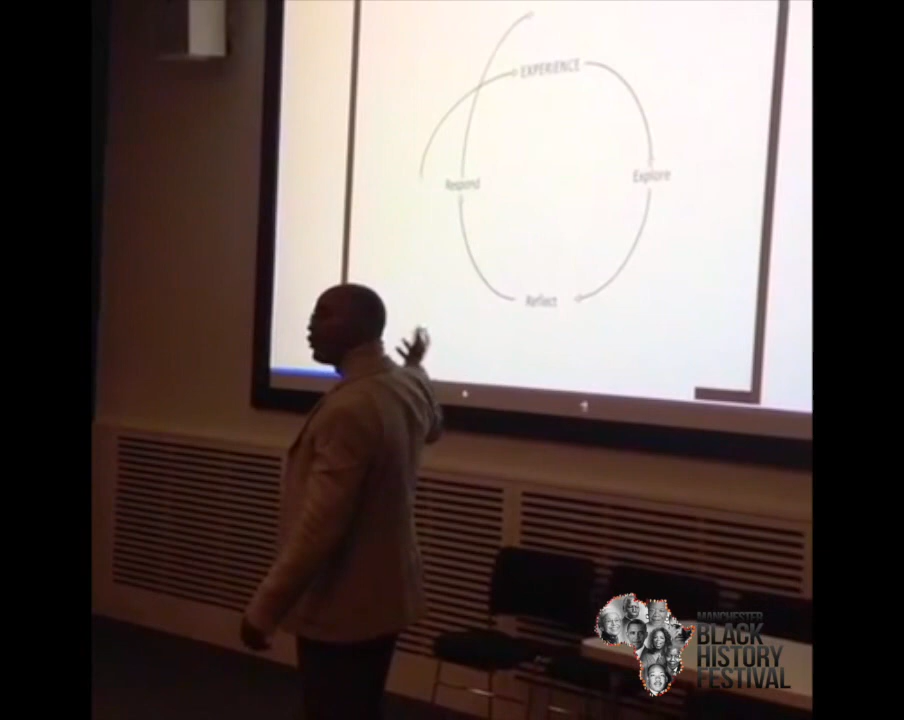 EXPERIENCE
Explore
Respond
Reflect
MANCHESTER
BLACK
HISTORY
FESTIVAL